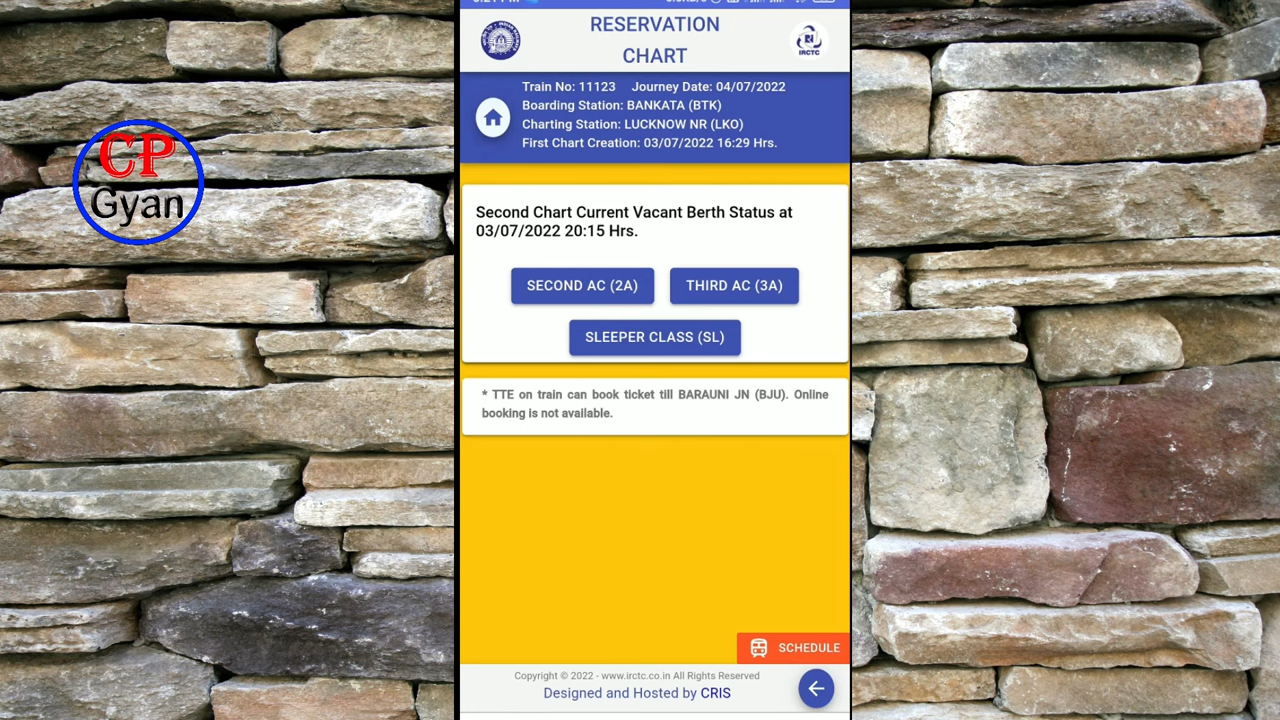 CP
Gyan
RESERVATION
CHART
IRCTC
Train No: 11123 Journey Date: 04/07/2022
Boarding Station: BANKATA (BTK)
Charting Station: LUCKNOW NR (LKO)
First Chart Creation: 03/07/2022 16:29 Hrs.
Second Chart Current Vacant Berth Status at
03/07/2022 20:15 Hrs.
SECOND AC (2A) THIRD AC (3A)
SLEEPER CLASS (SL)
* TTE on train can book ticket till BARAUNI JN (BJU). Online
booking is not available.
SCHEDULE
Copyright © 2022 - www.irctc.co.in All Rights Reserved
Designed and Hosted by CRIS